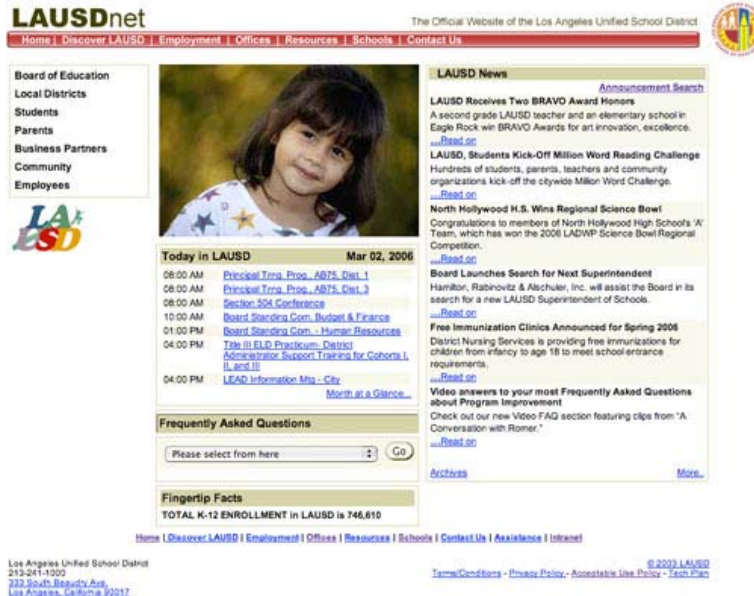 LAUSDnet
The Official Website of the Los Angeles Unified School District
Home | Discover LAUSD | Employment | Offices | Resources | Schools | Contact Us
Board of Education
Local Districts
Students
Parents
Business Partners
Community
Employees
LA
USD
Today in LAUSD Mar 02, 2006
08:00 AM Principal Trng. Prog., AB75, Dist. 1
08:00 AM Principal Trng. Prog., AB75, Dist. 3
08:00 AM Section 504 Conference
10:00 AM Board Standing Com. Budget & Finance
01:00 PM Board Standing Com. - Human Resources
04:00 PM Title III ELD Practicum- District
Administrator Support Training for Cohorts I,
II, and III
04:00 PM LEAD Information Mtg - City
Month at a Glance...
Frequently Asked Questions
Please select from here Go
Fingertip Facts
TOTAL K-12 ENROLLMENT in LAUSD is 746,610
LAUSD News
Announcement Search
LAUSD Receives Two BRAVO Award Honors
A second grade LAUSD teacher and an elementary school in
Eagle Rock win BRAVO Awards for art innovation, excellence.
...Read on
LAUSD, Students Kick-Off Million Word Reading Challenge
Hundreds of students, parents, teachers and community
organizations kick-off the citywide Million Word Challenge.
...Read on
North Hollywood H.S. Wins Regional Science Bowl
Congratulations to members of North Hollywood High School's 'A'
Team, which has won the 2006 LADWP Science Bowl Regional
Competition.
...Read on
Board Launches Search for Next Superintendent
Hamilton, Rabinovitz & Alschuler, Inc. will assist the Board in its
search for a new LAUSD Superintendent of Schools.
...Read on
Free Immunization Clinics Announced for Spring 2006
District Nursing Services is providing free immunizations for
children from infancy to age 18 to meet school entrance
requirements.
...Read on
Video answers to your most Frequently Asked Questions
about Program Improvement
Check out our new Video FAQ section featuring clips from "A
Conversation with Romer."
...Read on
Archives More..
Home | Discover LAUSD | Employment | Offices | Resources | Schools | Contact Us | Assistance | Intranet
Los Angeles Unified School District
213-241-1000
333 South Beaudry Ave.
Los Angeles, California 90017
© 2003 LAUSD
Terms/Conditions - Privacy Policy - Acceptable Use Policy - Tech Plan